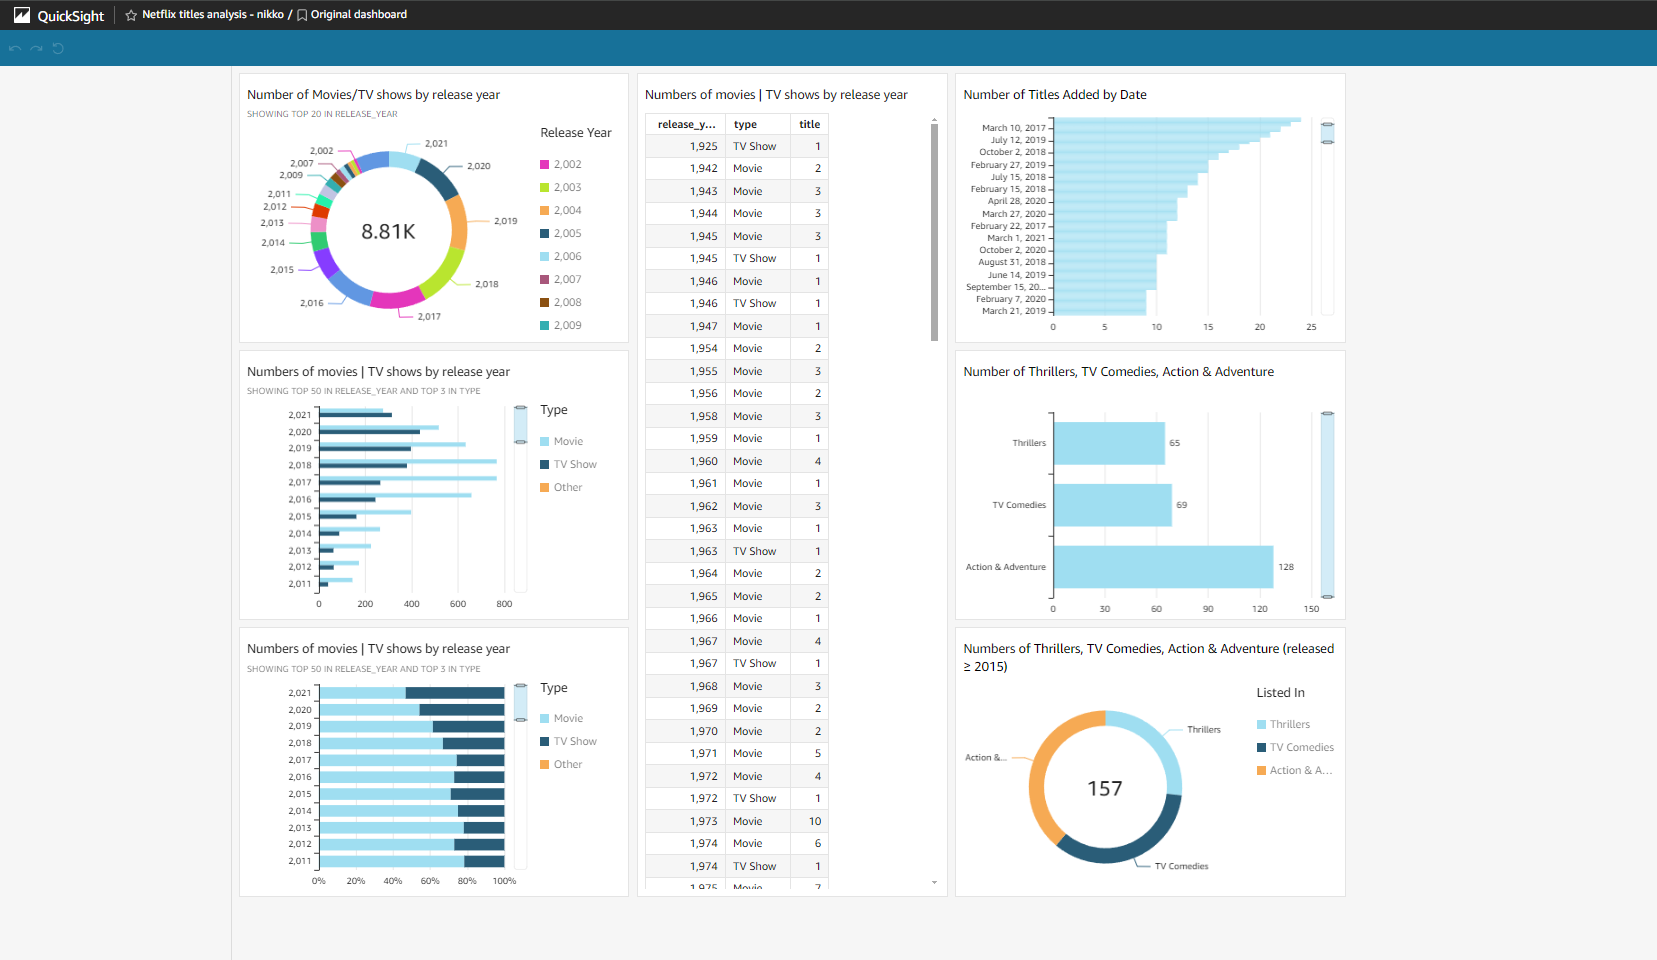 QuickSight
Netflix titles analysis - nikko / Original dashboard
Number of Movies/TV shows by release year
SHOWING TOP 20 IN RELEASE_YEAR
8.81K
2,021
2,020
2,019
2,018
2,017
2,016
2,015
2,014
2,013
2,012
2,011
2,009
2,007
2,002
Release Year
2,002
2,003
2,004
2,005
2,006
2,007
2,008
2,009
Numbers of movies | TV shows by release year
SHOWING TOP 50 IN RELEASE_YEAR AND TOP 3 IN TYPE
2,021
2,020
2,019
2,018
2,017
2,016
2,015
2,014
2,013
2,012
2,011
0 200 400 600 800
Type
Movie
TV Show
Other
Numbers of movies | TV shows by release year
SHOWING TOP 50 IN RELEASE_YEAR AND TOP 3 IN TYPE
2,021
2,020
2,019
2,018
2,017
2,016
2,015
2,014
2,013
2,012
2,011
0% 20% 40% 60% 80% 100%
Type
Movie
TV Show
Other
Numbers of movies | TV shows by release year
release_y... type title
1,925 TV Show 1
1,942 Movie 2
1,943 Movie 3
1,944 Movie 3
1,945 Movie 3
1,945 TV Show 1
1,946 Movie 1
1,946 TV Show 1
1,947 Movie 1
1,954 Movie 2
1,955 Movie 3
1,956 Movie 2
1,958 Movie 3
1,959 Movie 1
1,960 Movie 4
1,961 Movie 1
1,962 Movie 3
1,963 Movie 1
1,963 TV Show 1
1,964 Movie 2
1,965 Movie 2
1,966 Movie 1
1,967 Movie 4
1,967 TV Show 1
1,968 Movie 3
1,969 Movie 2
1,970 Movie 2
1,971 Movie 5
1,972 Movie 4
1,972 TV Show 1
1,973 Movie 10
1,974 Movie 6
1,974 TV Show 1
1,975 Movie 7
Number of Titles Added by Date
March 10, 2017
July 12, 2019
October 2, 2018
February 27, 2019
July 15, 2018
February 15, 2018
April 28, 2020
March 27, 2020
February 22, 2017
March 1, 2021
October 2, 2020
August 31, 2018
June 14, 2019
September 15, 20...
February 7, 2020
March 21, 2019
0 5 10 15 20 25
Number of Thrillers, TV Comedies, Action & Adventure
Thrillers 65
TV Comedies 69
Action & Adventure 128
0 30 60 90 120 150
Numbers of Thrillers, TV Comedies, Action & Adventure (released
≥ 2015)
157
Thrillers
Action &...
TV Comedies
Listed In
Thrillers
TV Comedies
Action & A...